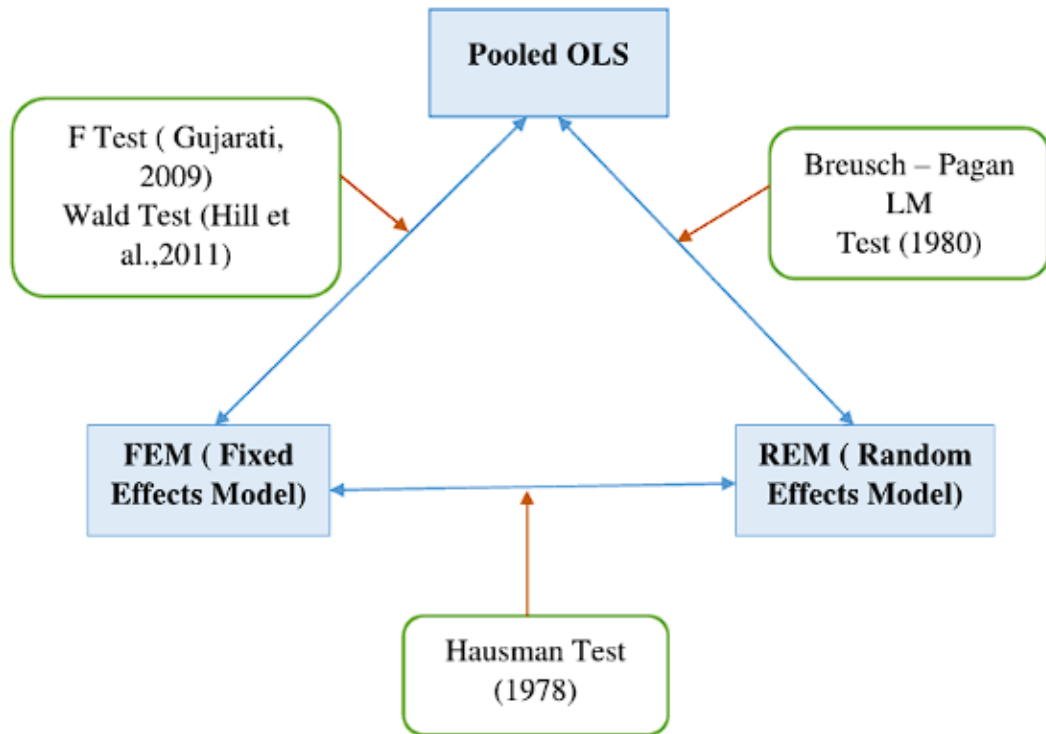 Pooled OLS
F Test ( Gujarati,
2009)
Wald Test (Hill et
al.,2011)
Breusch – Pagan
LM
Test (1980)
FEM ( Fixed
Effects Model)
REM ( Random
Effects Model)
Hausman Test
(1978)